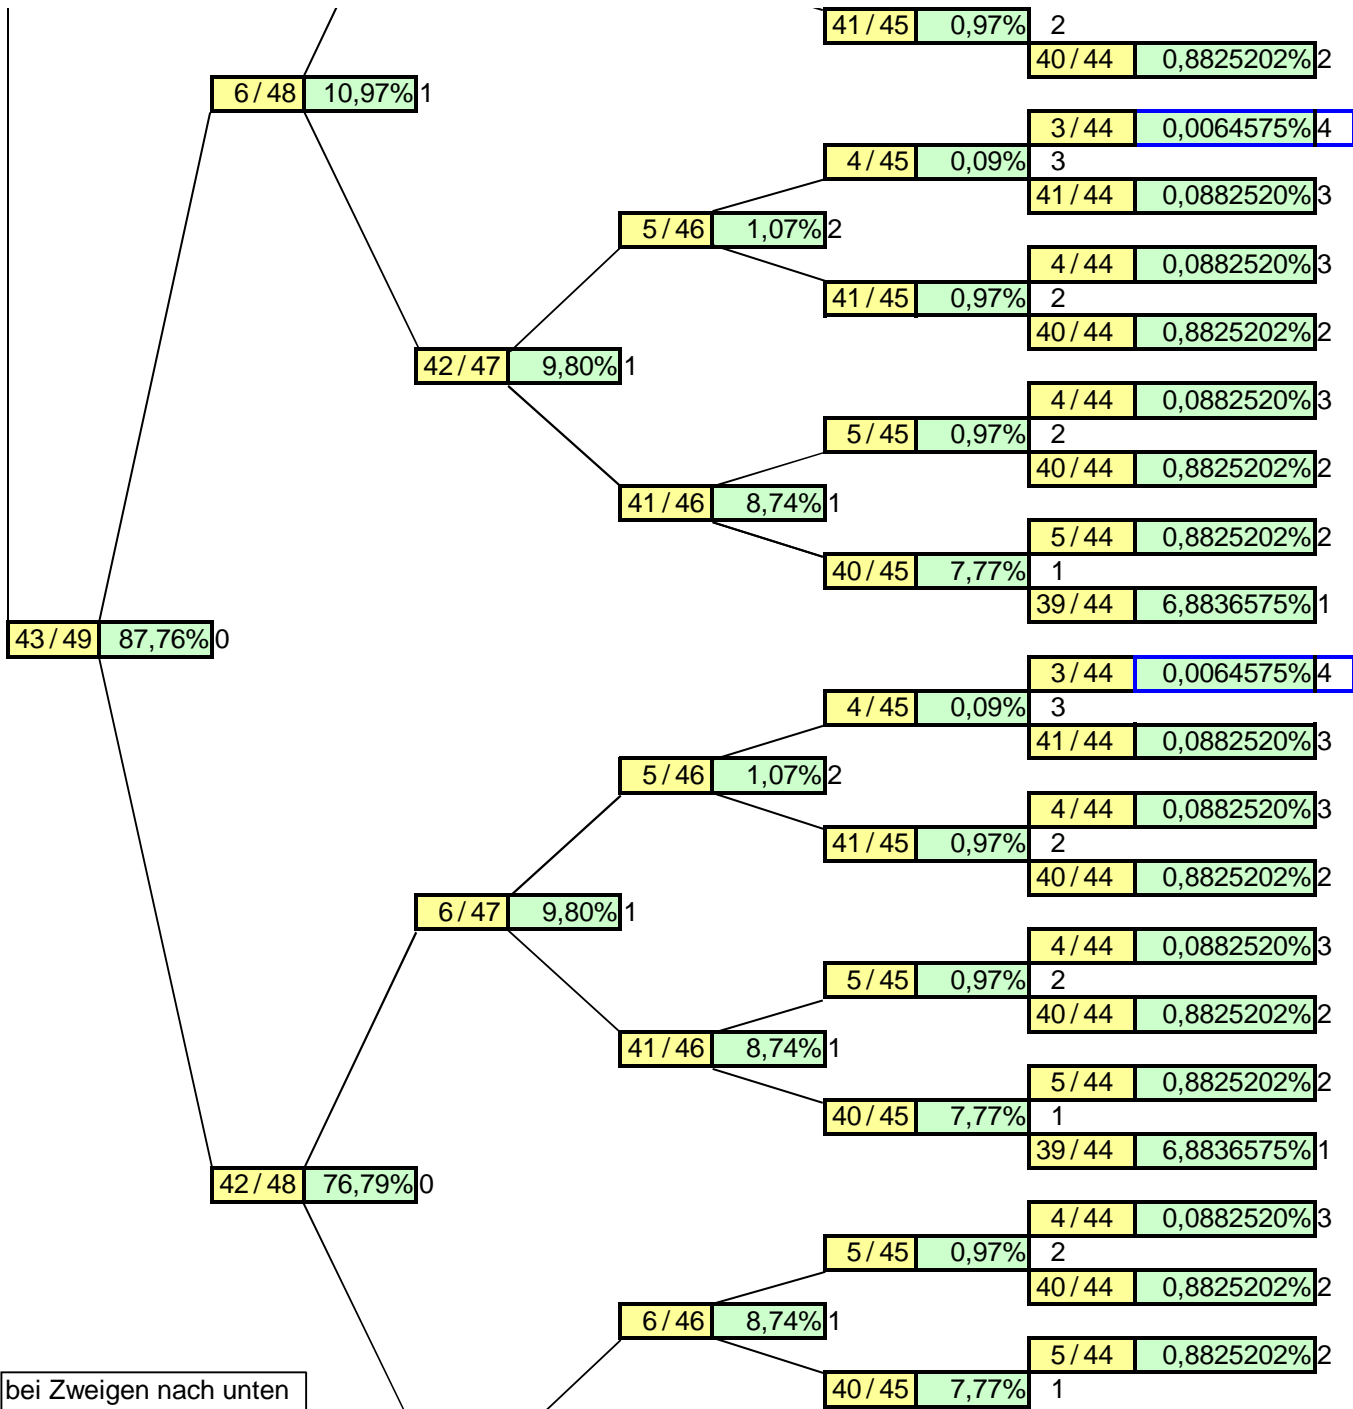 41 / 45 0,97% 2
40 / 44 0,8825202% 2
6 / 48 10,97% 1
3 / 44 0,0064575% 4
4 / 45 0,09% 3
41 / 44 0,0882520% 3
5 / 46 1,07% 2
4 / 44 0,0882520% 3
41 / 45 0,97% 2
40 / 44 0,8825202% 2
42 / 47 9,80% 1
4 / 44 0,0882520% 3
5 / 45 0,97% 2
40 / 44 0,8825202% 2
41 / 46 8,74% 1
5 / 44 0,8825202% 2
40 / 45 7,77% 1
39 / 44 6,8836575% 1
43 / 49 87,76% 0
3 / 44 0,0064575% 4
4 / 45 0,09% 3
41 / 44 0,0882520% 3
5 / 46 1,07% 2
4 / 44 0,0882520% 3
41 / 45 0,97% 2
40 / 44 0,8825202% 2
6 / 47 9,80% 1
4 / 44 0,0882520% 3
5 / 45 0,97% 2
40 / 44 0,8825202% 2
41 / 46 8,74% 1
5 / 44 0,8825202% 2
40 / 45 7,77% 1
39 / 44 6,8836575% 1
42 / 48 76,79% 0
4 / 44 0,0882520% 3
5 / 45 0,97% 2
40 / 44 0,8825202% 2
6 / 46 8,74% 1
5 / 44 0,8825202% 2
40 / 45 7,77% 1
bei Zweigen nach unten